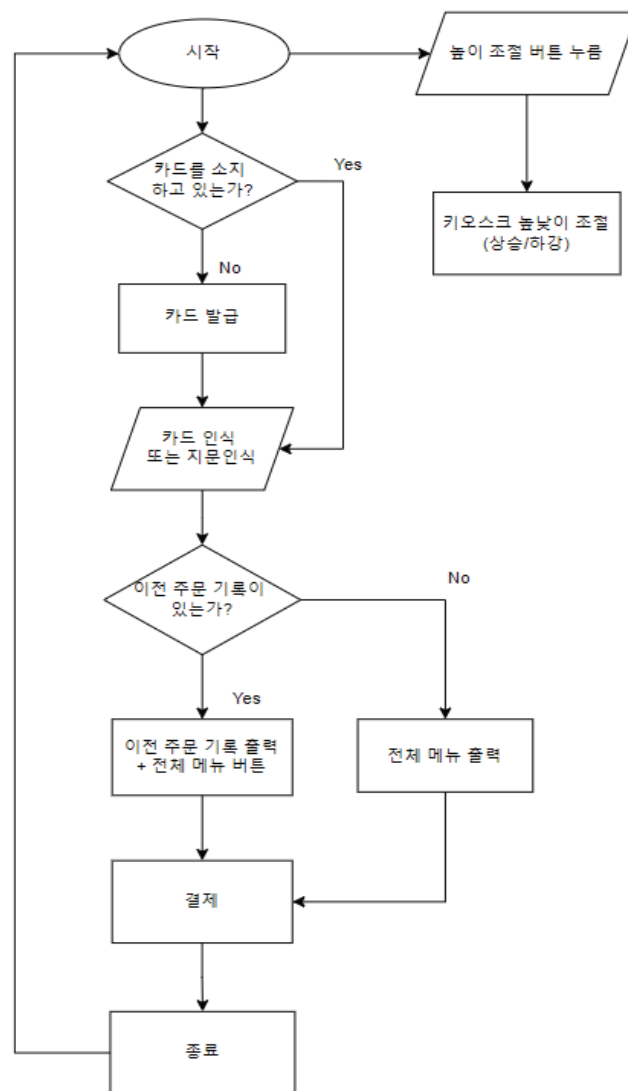 시작
높이 조절 버튼 누름
카드를 소지
하고 있는가?
Yes
키오스크 높낮이 조절
(상승/하강)
No
카드 발급
카드 인식
또는 지문인식
이전 주문 기록이
있는가?
No
Yes
이전 주문 기록 출력
+ 전체 메뉴 버튼
전체 메뉴 출력
결제
종료